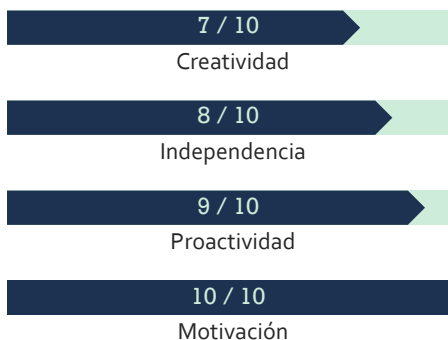 7 / 10
Creatividad
8 / 10
Independencia
9 / 10
Proactividad
10 / 10
Motivación